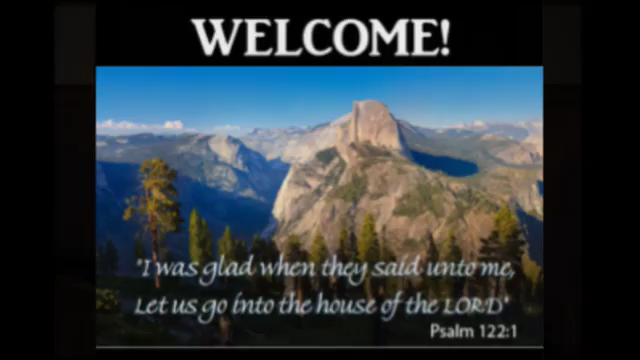 WELCOME!
"I was glad when they said unto me,
Let us go into the house of the LORD"
Psalm 122:1